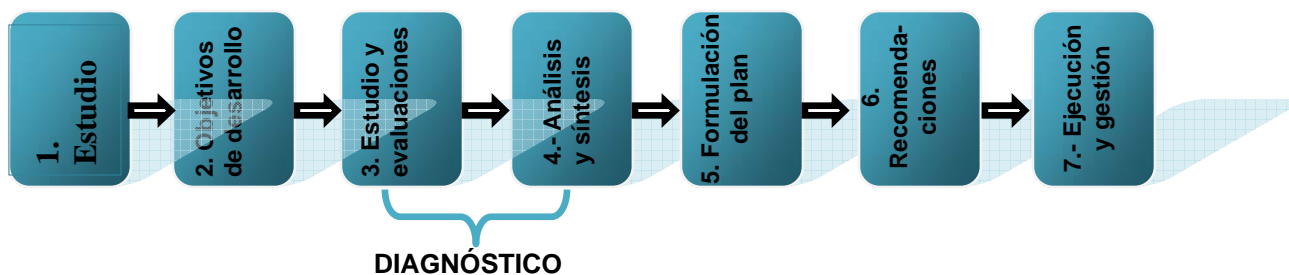 1.
Estudio
2. Objetivos
de desarrollo
3. Estudio y
evaluaciones
4.- Análisis
y síntesis
5. Formulación
del plan
6.
Recomenda-
ciones
7.- Ejecución
y gestión
DIAGNÓSTICO